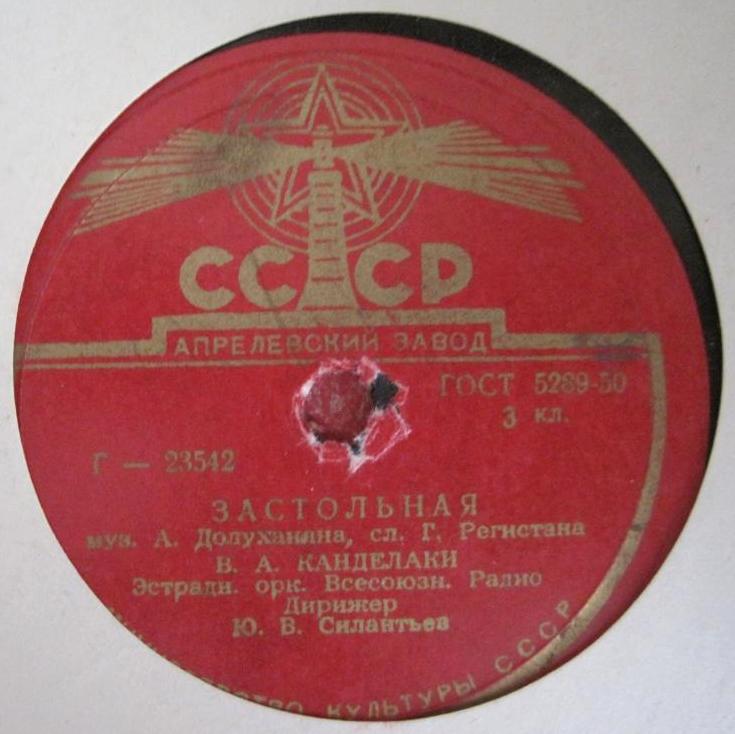 СССР
АПРЕЛЕВСКИЙ ЗАВОД
ГОСТ 5289-50
3 кл.
Г — 23542
ЗАСТОЛЬНАЯ
муз. А. Долуханяна, сл. Г. Регистана
В. А. КАНДЕЛАКИ
Эстрадн. орк. Всесоюзн. Радио
Дирижер
Ю. В. Силантьев
КУЛЬТУРЫ СССР